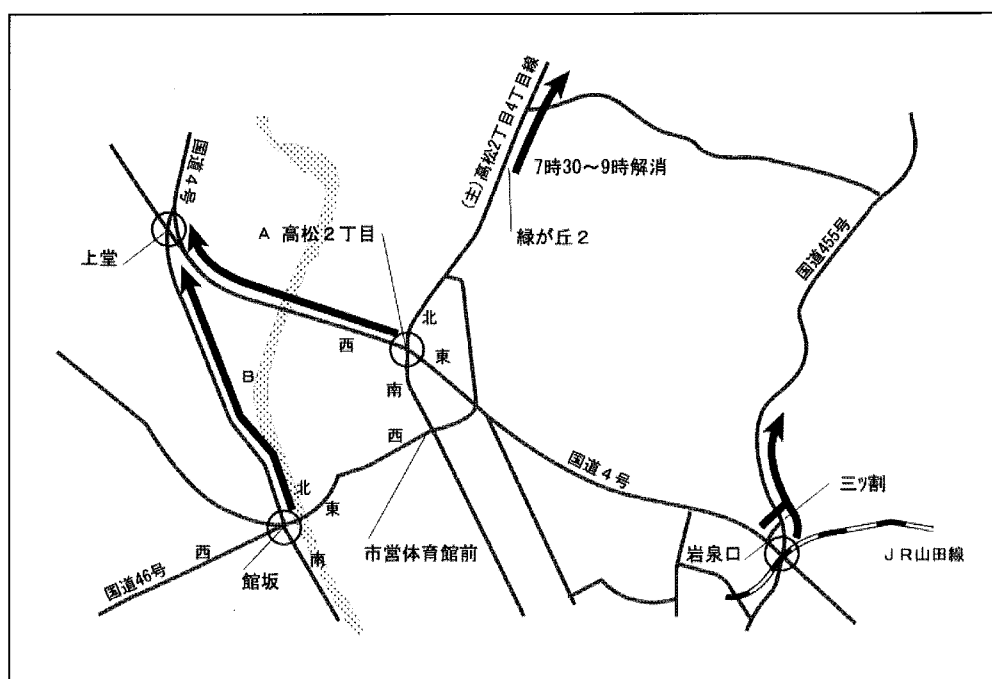 (主)高松2丁目4丁目線
国道4号
7時30〜9時解消
A 高松2丁目
緑が丘2
上堂
国道455号
北
西
東
南
B
西
国道4号
三ツ割
北
東
西
南
市営体育館前
岩泉口
JR山田線
国道46号
館坂